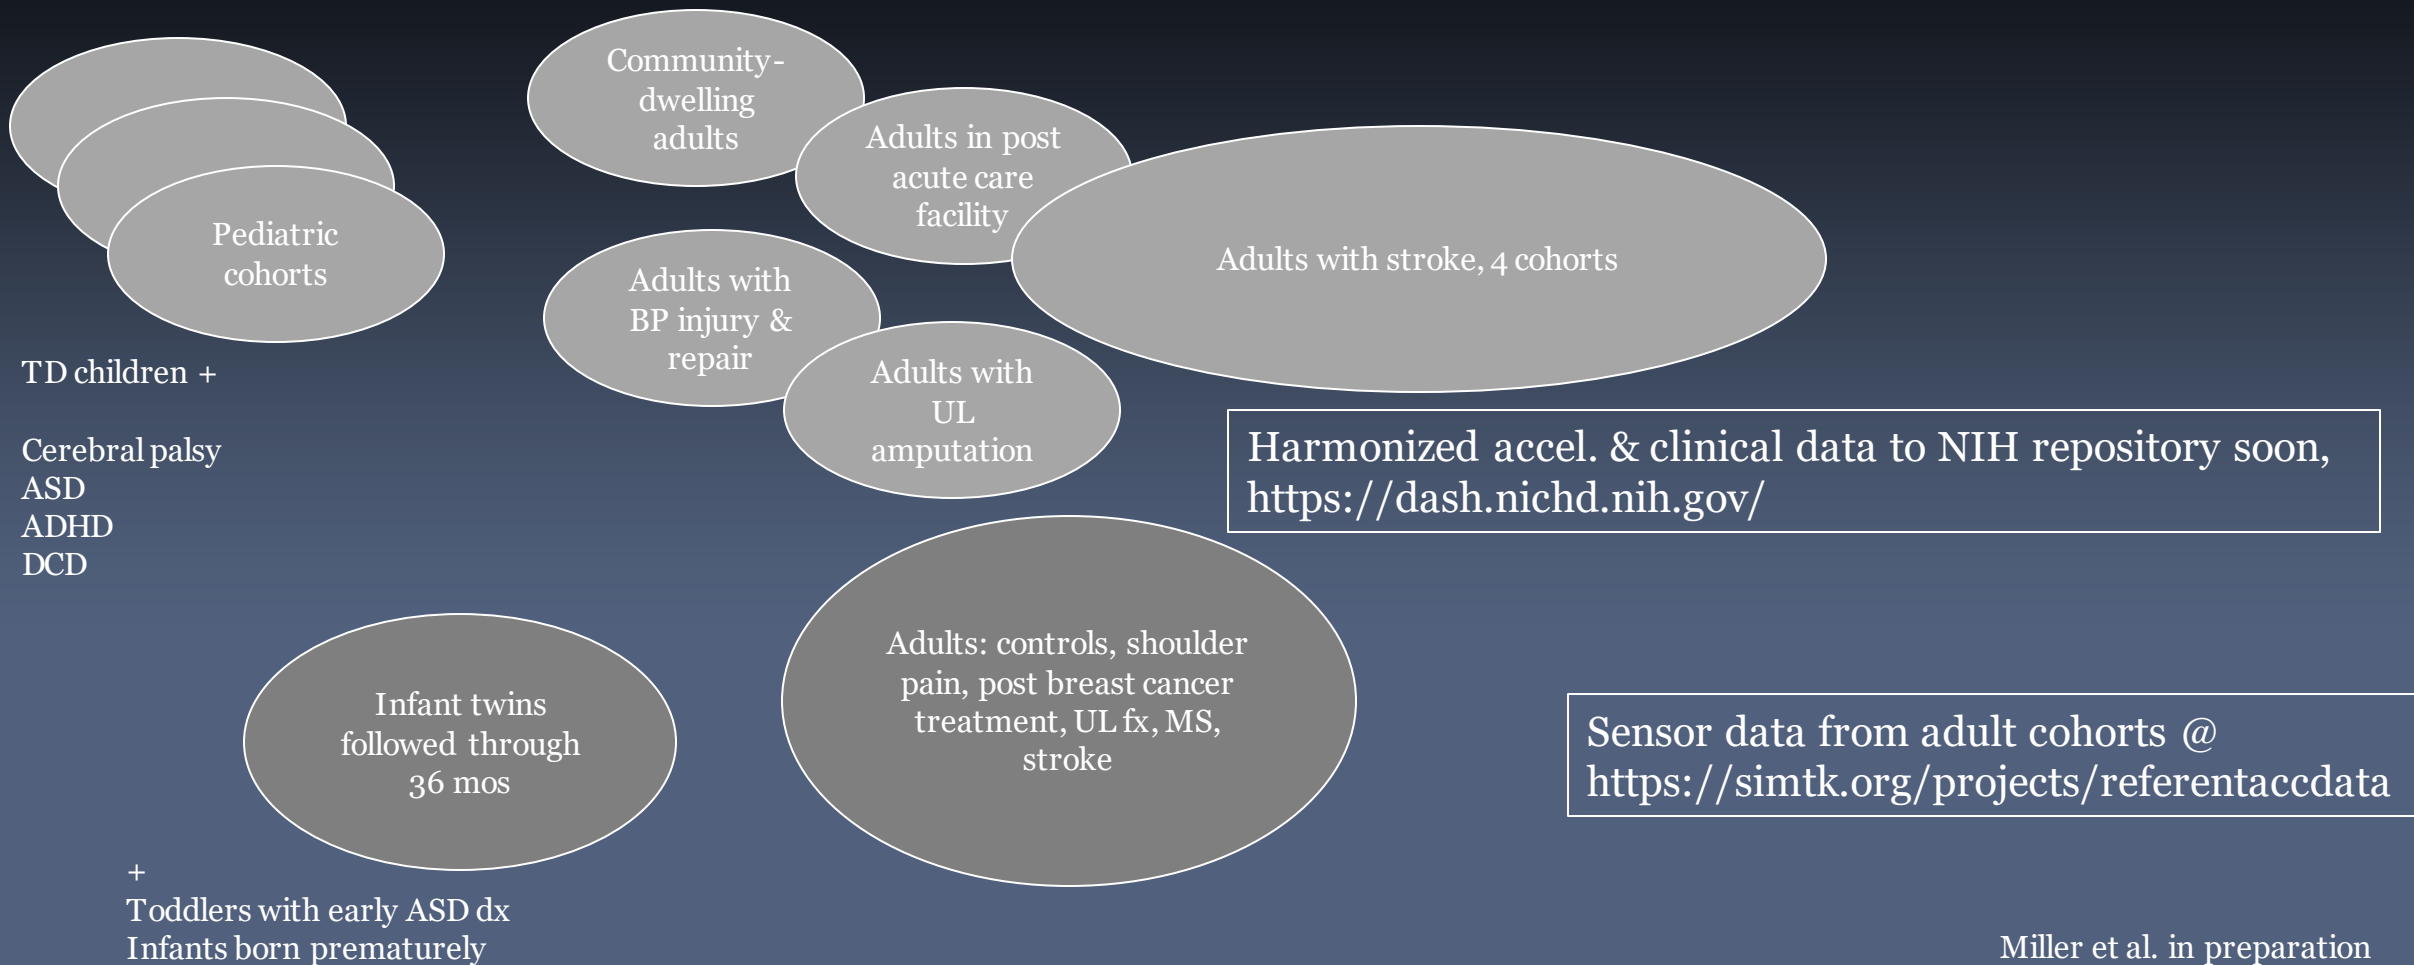 Community-
dwelling
adults
Adults in post
acute care
facility
Adults with stroke, 4 cohorts
Pediatric
cohorts
Adults with
BP injury &
repair
Adults with
UL
amputation
TD children +
Cerebral palsy
ASD
ADHD
DCD
Harmonized accel. & clinical data to NIH repository soon,
https://dash.nichd.nih.gov/
Infant twins
followed through
36 mos
Adults: controls, shoulder
pain, post breast cancer
treatment, UL fx, MS,
stroke
Sensor data from adult cohorts @
https://simtk.org/projects/referentaccdata
+
Toddlers with early ASD dx
Infants born prematurely
Miller et al. in preparation